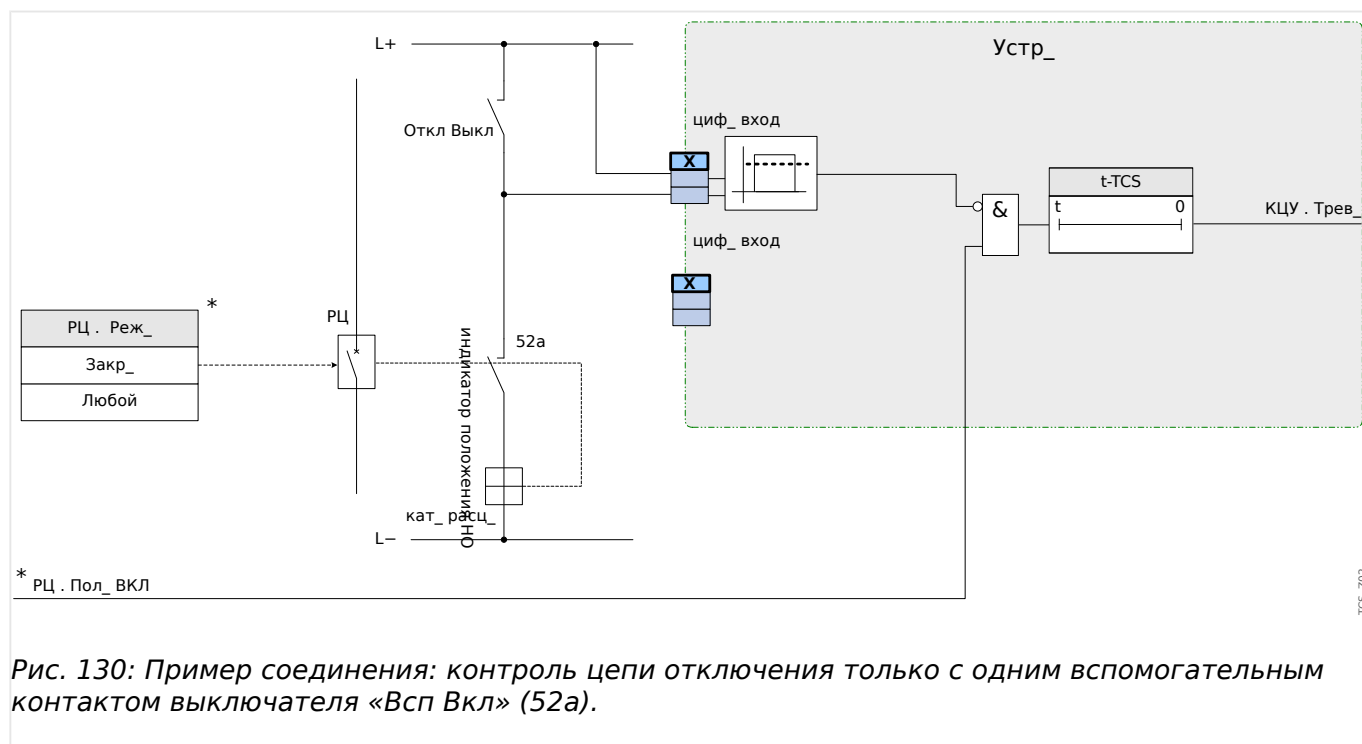 Устр_
L+
Откл Выкл
циф_ вход
X
t-TCS
t 0
&
КЦУ . Трев_
циф_ вход
X
*
РЦ . Реж_
Закр_
Любой
РЦ
52a
индикатор положения НО
кат_ расц_
L−
* РЦ . Пол_ ВКЛ
Рис. 130: Пример соединения: контроль цепи отключения только с одним вспомогательным
контактом выключателя «Всп Вкл» (52a).